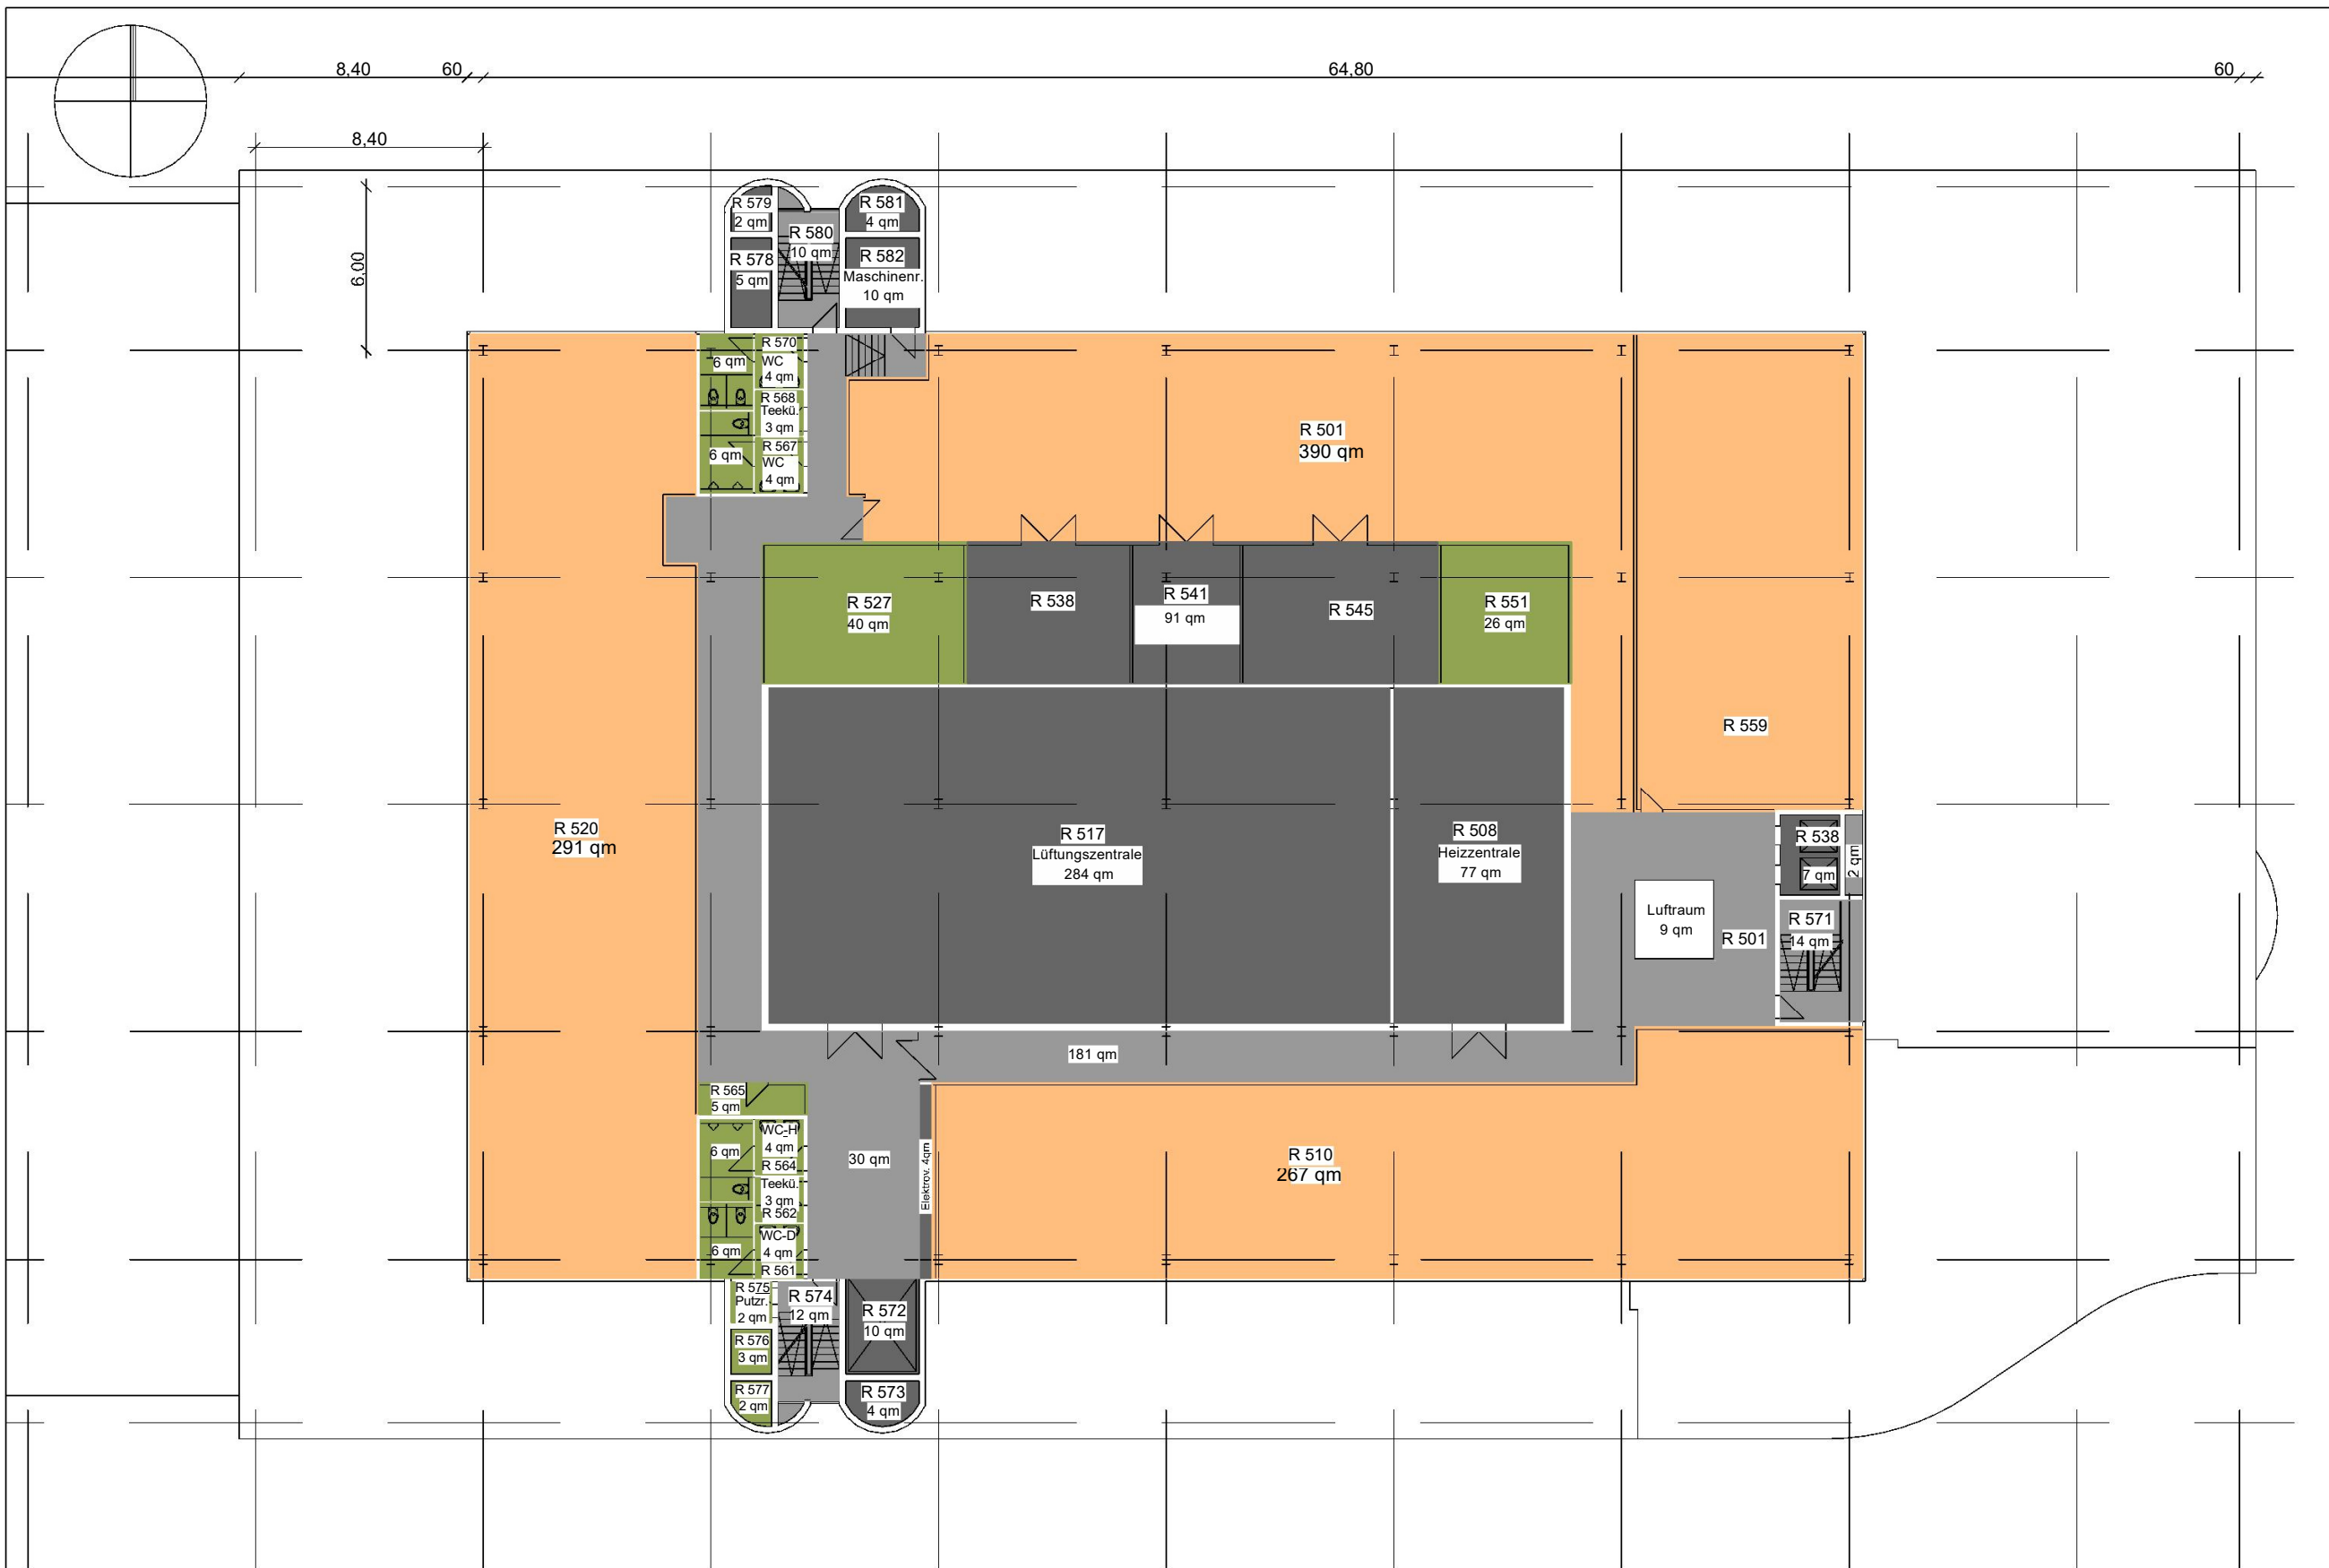 8,40
60
64,80
60
8,40
6,00
R 579
2 qm
R 581
4 qm
R 580
10 qm
R 578
5 qm
R 582
Maschinenr.
10 qm
6 qm
R 570
WC
4 qm
R 568
Teekü.
3 qm
6 qm
R 567
WC
4 qm
R 501
390 qm
R 527
40 qm
R 538
R 541
91 qm
R 545
R 551
26 qm
R 559
R 520
291 qm
R 517
Lüftungszentrale
284 qm
R 508
Heizzentrale
77 qm
R 538
7 qm
2 qm
Luftraum
9 qm
R 501
R 571
14 qm
181 qm
R 565
5 qm
WC-H
4 qm
6 qm
R 564
30 qm
Elektrov. 4qm
R 510
267 qm
Teekü.
3 qm
R 562
WC-D
4 qm
6 qm
R 561
R 575
Putzr.
2 qm
R 574
12 qm
R 572
10 qm
R 576
3 qm
R 577
2 qm
R 573
4 qm